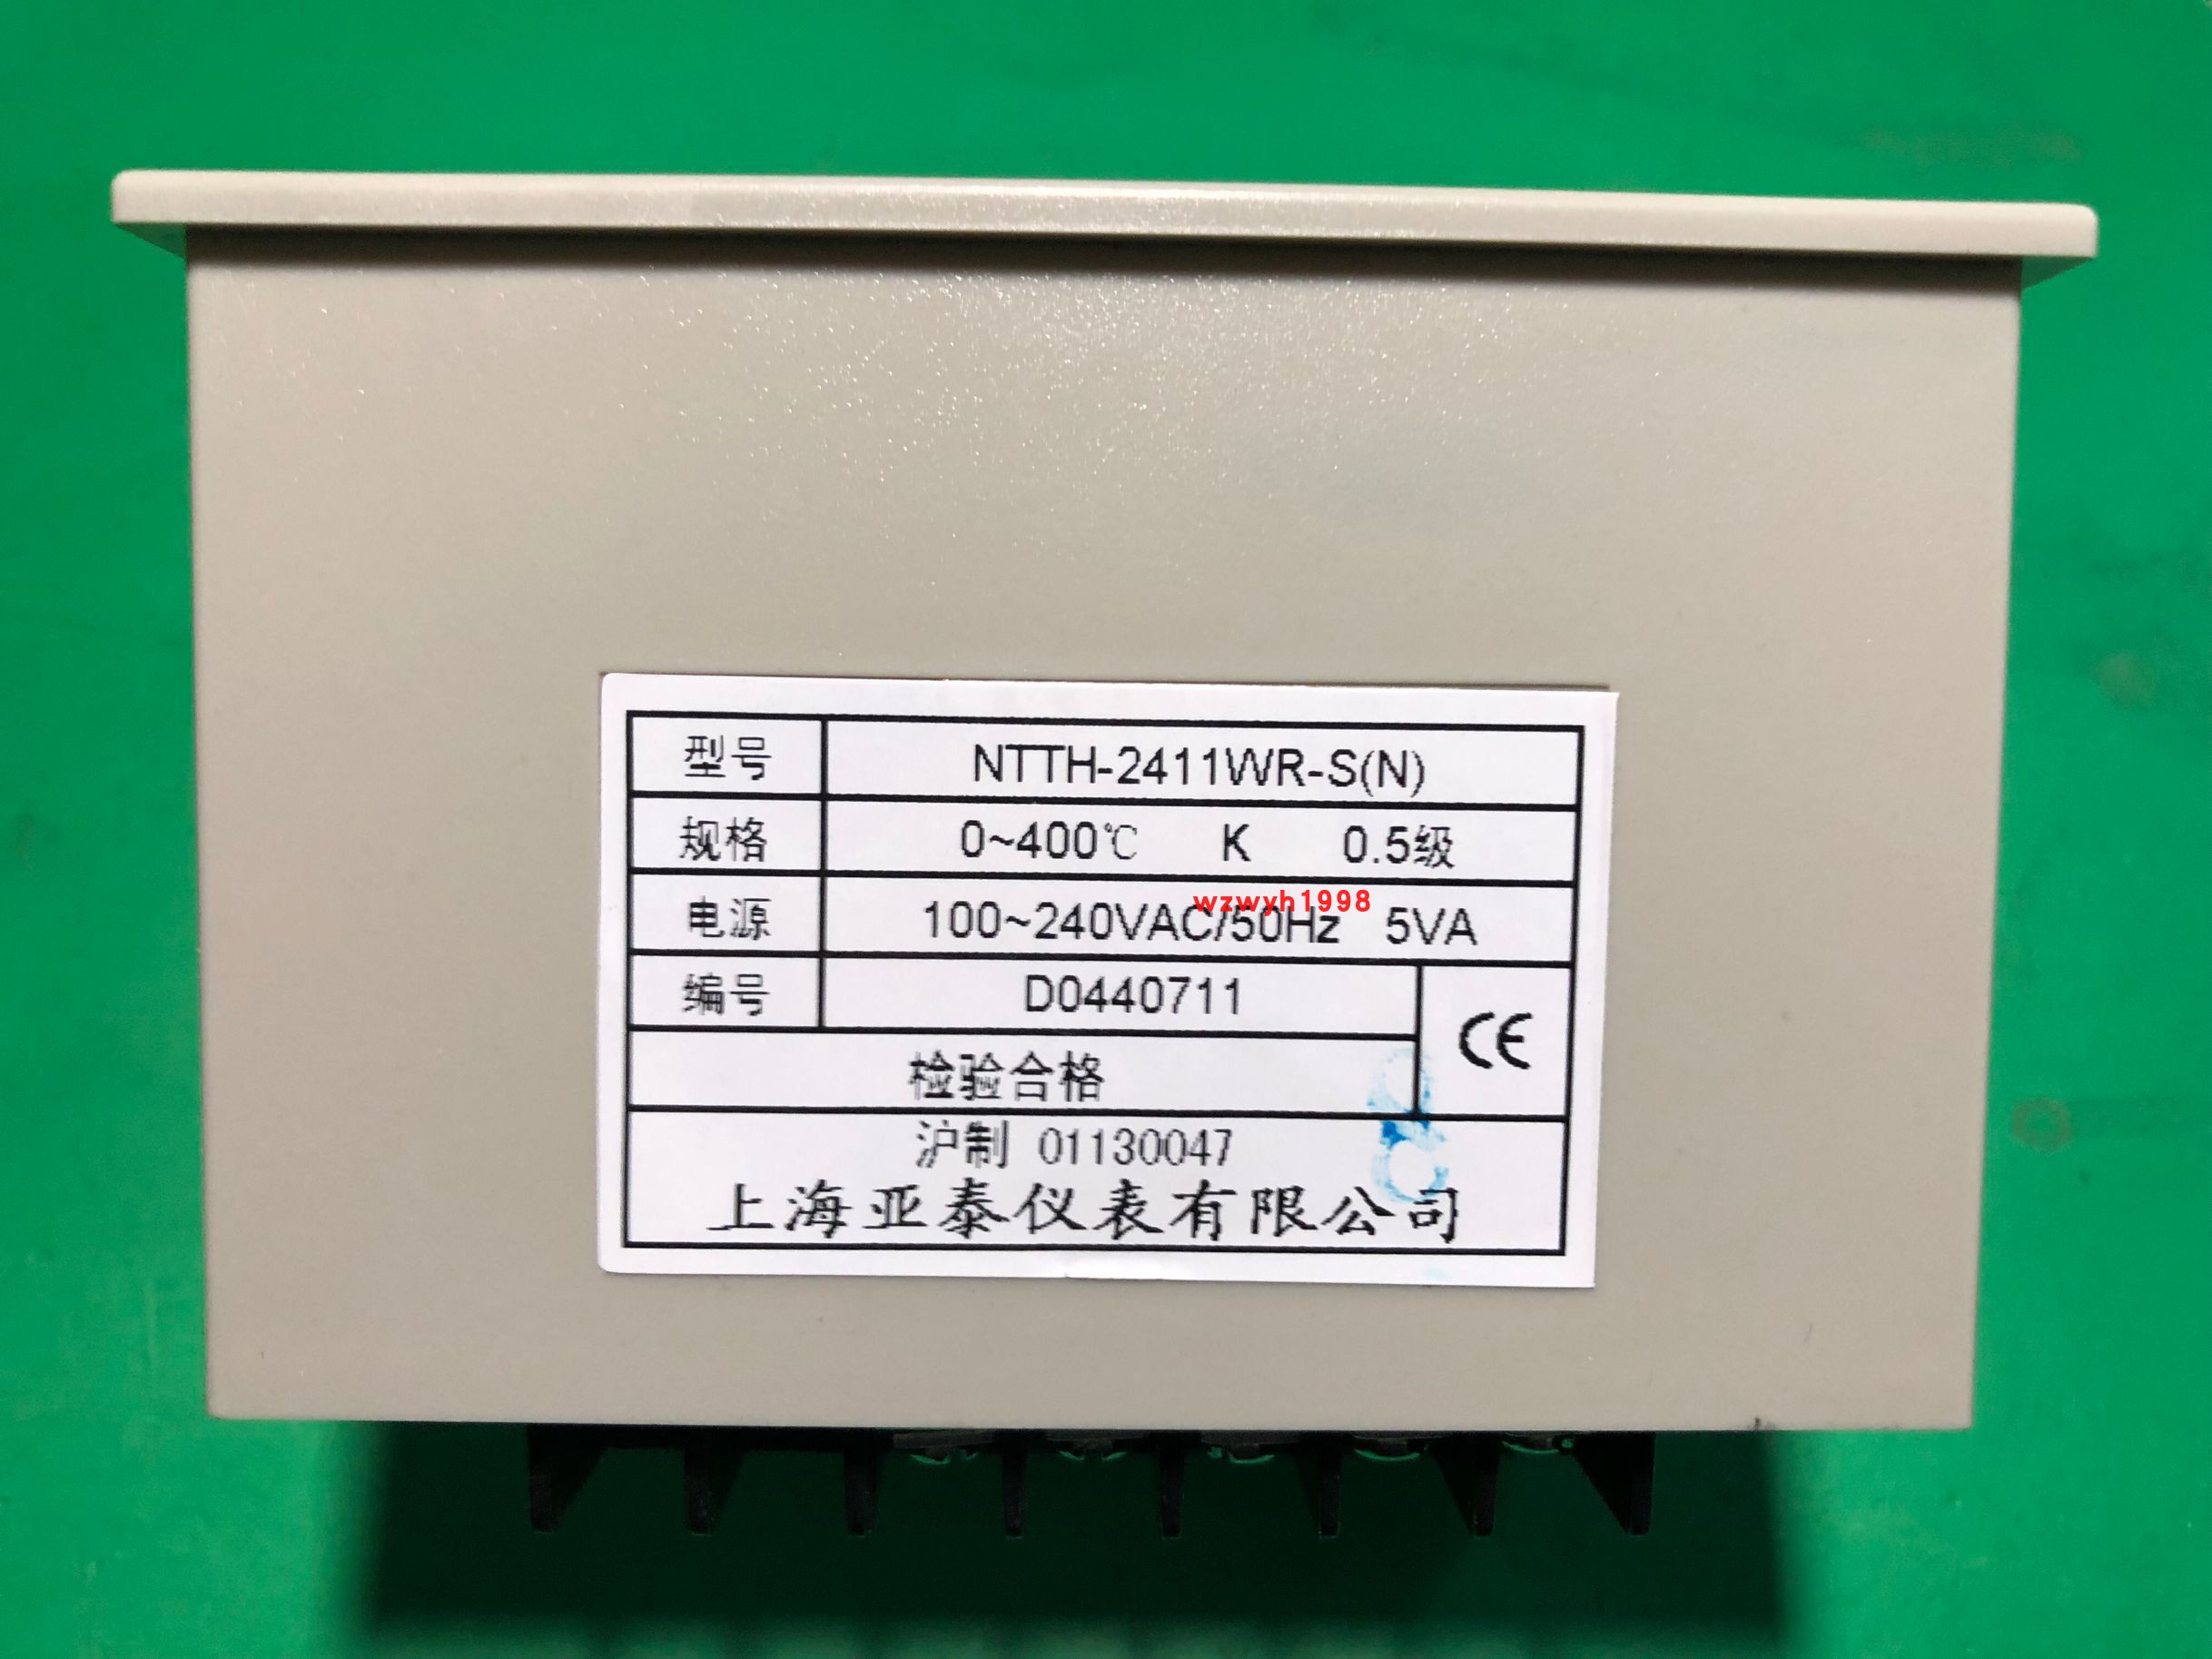 型号 NTTH-2411WR-S(N)
规格 0~400℃ K 0.5级
wzwyh1998
电源 100~240VAC/50Hz 5VA
编号 D0440711
CE
检验合格
沪制 01130047
上海亚泰仪表有限公司